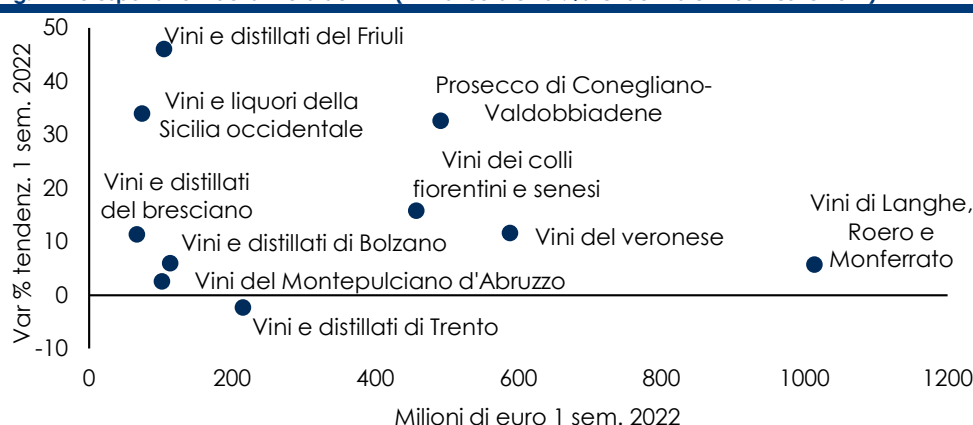 50
40
30
20
10
0
-10
Var % tendenz. 1 sem. 2022
Vini e distillati del Friuli
Vini e liquori della
Sicilia occidentale
Prosecco di Conegliano-
Valdobbiadene
Vini dei colli
fiorentini e senesi
Vini e distillati
del bresciano
Vini di Langhe,
Roero e
Monferrato
Vini del veronese
Vini e distillati di Bolzano
Vini del Montepulciano d'Abruzzo
Vini e distillati di Trento
0 200 400 600 800 1000 1200
Milioni di euro 1 sem. 2022